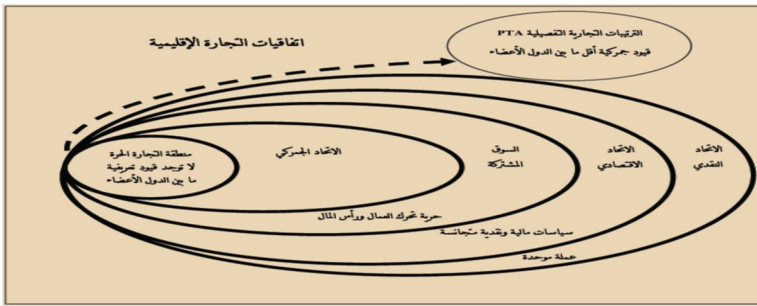 اتفاقيات التجارة الإقليمية
الترتيبات التجارية التفصيلية PTA
قيود جمركية أقل ما بين الدول الأعضاء
منطقة التجارة الحرة
لا توجد قيود تعريفية
ما بين الدول الأعضاء
الاتحاد الجمركي
السوق
المشتركة
الاتحاد
الاقتصادي
الاتحاد
النقدي
حرية تحرك العمال ورأس المال
سياسات مالية ونقدية متجانسة
عملة موحدة